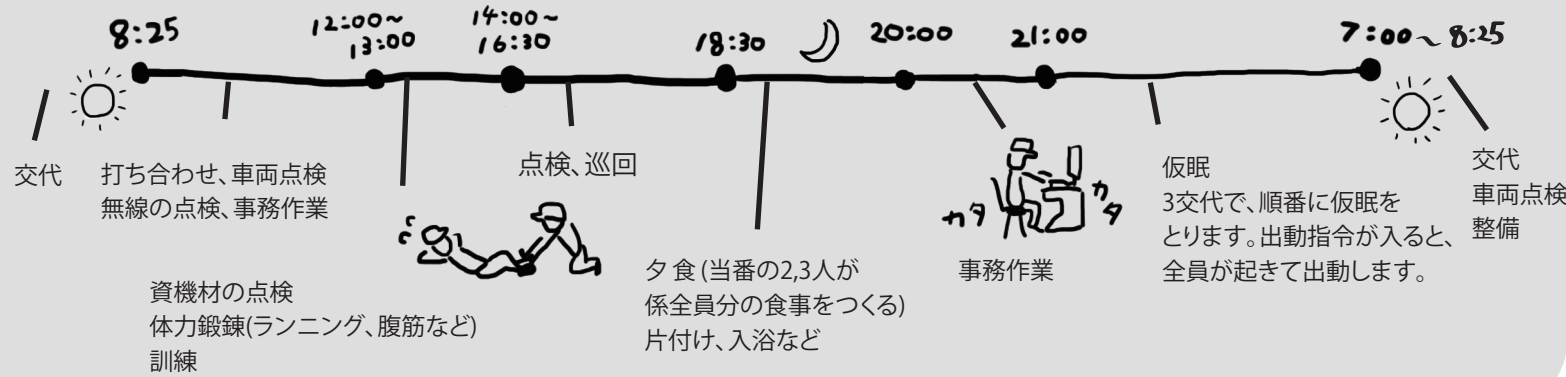 8:25
12:00~
13:00
14:00~
16:30
18:30
20:00
21:00
7:00~8:25
交代
打ち合わせ、車両点検
無線の点検、事務作業
資機材の点検
体力鍛錬(ランニング、腹筋など)
訓練
点検、巡回
夕食(当番の2,3人が
係全員分の食事をつくる)
片付け、入浴など
カタ
カタ
事務作業
仮眠
3交代で、順番に仮眠を
とります。出動指令が入ると、
全員が起きて出動します。
交代
車両点検
整備